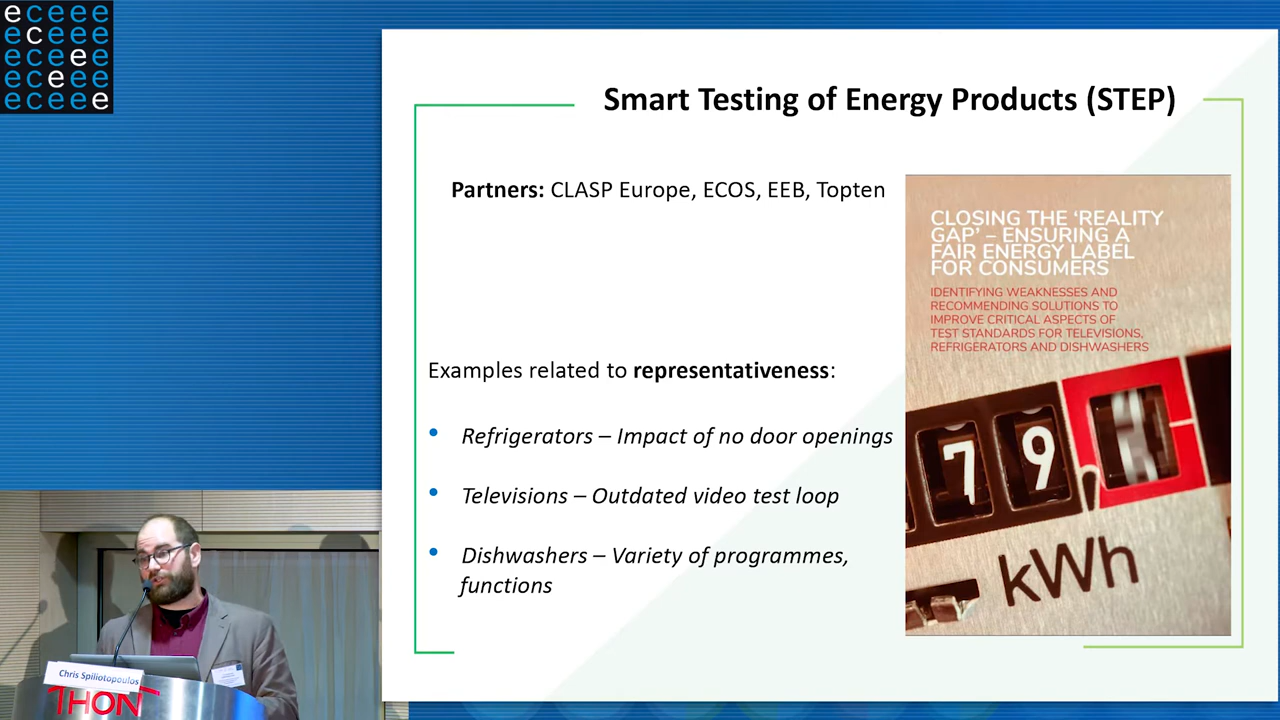 eceee
eceee
eceee
eceee
eceee
Smart Testing of Energy Products (STEP)
Partners: CLASP Europe, ECOS, EEB, Topten
CLOSING THE ‘REALITY
GAP’ – ENSURING A
FAIR ENERGY LABEL
FOR CONSUMERS
IDENTIFYING WEAKNESSES AND
RECOMMENDING SOLUTIONS TO
IMPROVE CRITICAL ASPECTS OF
TEST STANDARDS FOR TELEVISIONS,
REFRIGERATORS AND DISHWASHERS
Examples related to representativeness:
• Refrigerators – Impact of no door openings
• Televisions – Outdated video test loop
• Dishwashers – Variety of programmes,
functions
79
kWh
Chris Spiliotopoulos
THON